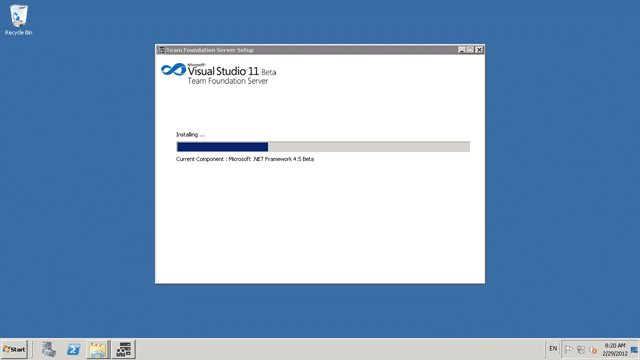 Recycle Bin
Team Foundation Server Setup
Microsoft®
Visual Studio 11 Beta
Team Foundation Server
Installing ...
Current Component : Microsoft .NET Framework 4.5 Beta
Start
EN
8:20 AM
2/29/2012